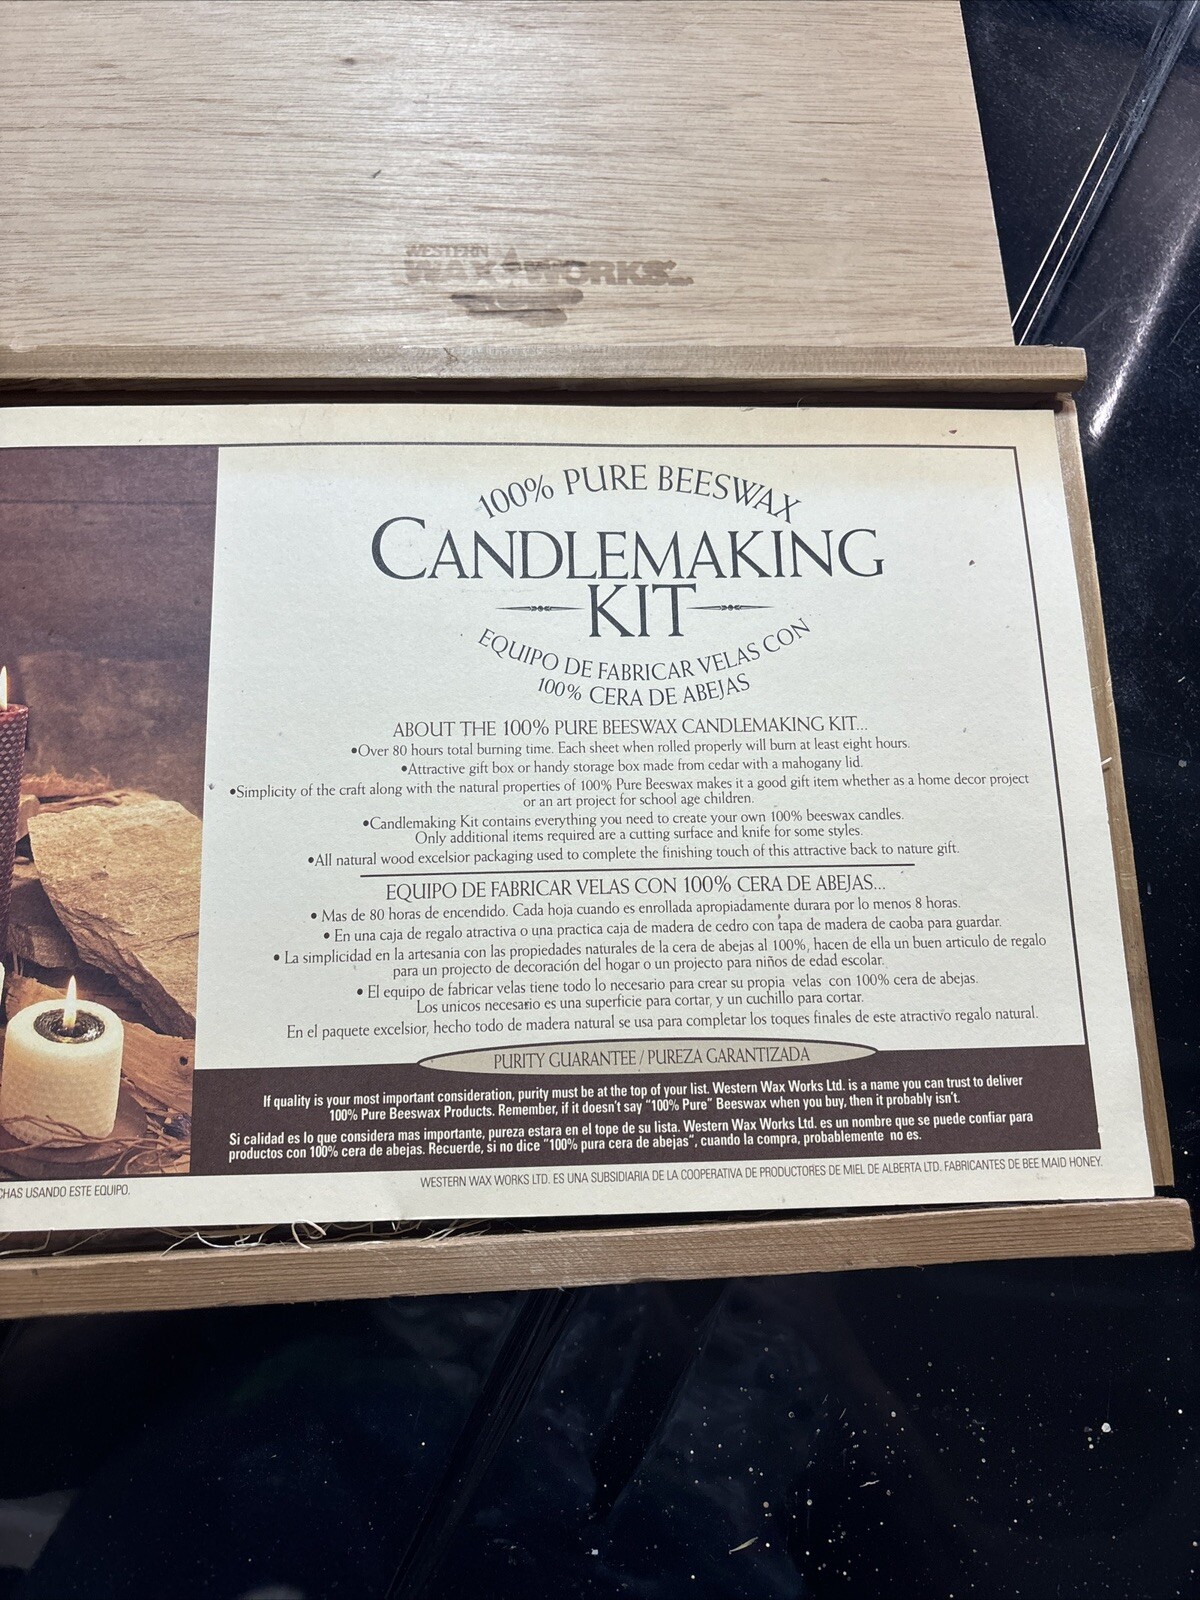 WESTERN
WAX WORKS
100% PURE BEESWAX
CANDLEMAKING
KIT
EQUIPO DE FABRICAR VELAS CON
100% CERA DE ABEJAS
ABOUT THE 100% PURE BEESWAX CANDLEMAKING KIT...
•Over 80 hours total burning time. Each sheet when rolled properly will burn at least eight hours.
•Attractive gift box or handy storage box made from cedar with a mahogany lid.
•Simplicity of the craft along with the natural properties of 100% Pure Beeswax makes it a good gift item whether as a home decor project
or an art project for school age children.
•Candlemaking Kit contains everything you need to create your own 100% beeswax candles.
Only additional items required are a cutting surface and knife for some styles.
•All natural wood excelsior packaging used to complete the finishing touch of this attractive back to nature gift.
EQUIPO DE FABRICAR VELAS CON 100% CERA DE ABEJAS...
• Mas de 80 horas de encendido. Cada hoja cuando es enrollada apropiadamente durara por lo menos 8 horas.
• En una caja de regalo atractiva o una practica caja de madera de cedro con tapa de madera de caoba para guardar.
• La simplicidad en la artesania con las propiedades naturales de la cera de abejas al 100%, hacen de ella un buen articulo de regalo
para un projecto de decoración del hogar o un projecto para niños de edad escolar.
• El equipo de fabricar velas tiene todo lo necesario para crear su propia velas con 100% cera de abejas.
Los unicos necesario es una superficie para cortar, y un cuchillo para cortar.
En el paquete excelsior, hecho todo de madera natural se usa para completar los toques finales de este atractivo regalo natural.
PURITY GUARANTEE / PUREZA GARANTIZADA
If quality is your most important consideration, purity must be at the top of your list. Western Wax Works Ltd. is a name you can trust to deliver
100% Pure Beeswax Products. Remember, if it doesn't say "100% Pure" Beeswax when you buy, then it probably isn't.
Si calidad es lo que considera mas importante, pureza estara en el tope de su lista. Western Wax Works Ltd. es un nombre que se puede confiar para
productos con 100% cera de abejas. Recuerde, si no dice "100% pura cera de abejas", cuando la compra, probablemente no es.
CHAS USANDO ESTE EQUIPO.
WESTERN WAX WORKS LTD. ES UNA SUBSIDIARIA DE LA COOPERATIVA DE PRODUCTORES DE MIEL DE ALBERTA LTD. FABRICANTES DE BEE MAID HONEY.